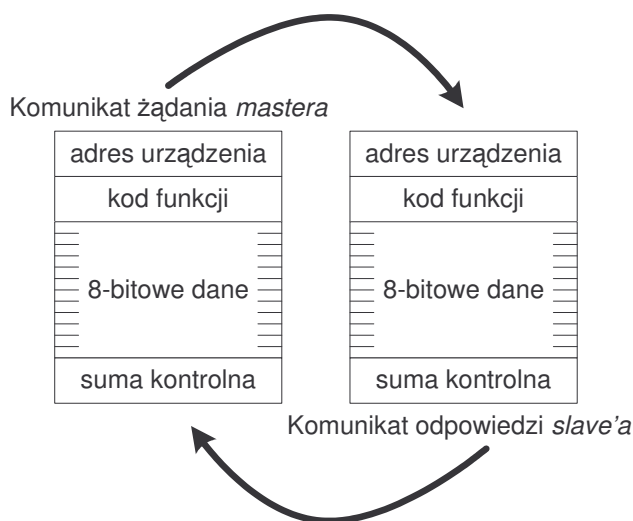 Komunikat żądania mastera
adres urządzenia
kod funkcji
8-bitowe dane
suma kontrolna
adres urządzenia
kod funkcji
8-bitowe dane
suma kontrolna
Komunikat odpowiedzi slave'a